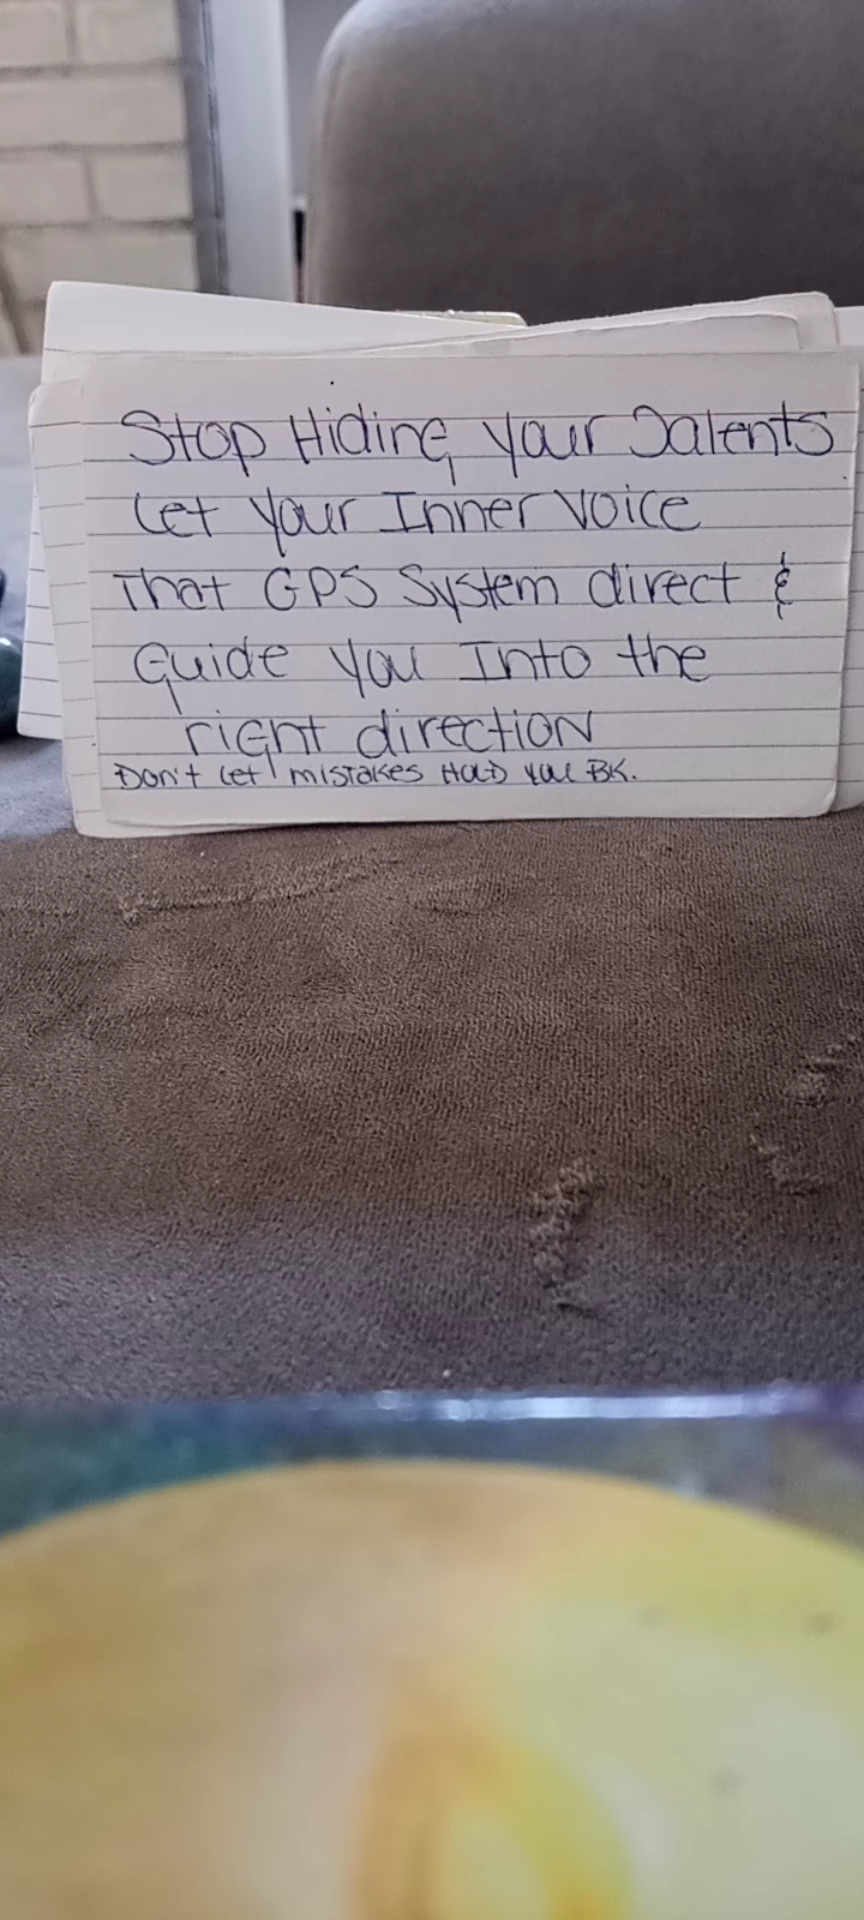 Stop Hiding your Talents
Let your Inner Voice
That GPS System direct &
Guide you Into the
right direction
Don't let mistakes Hold you BK.